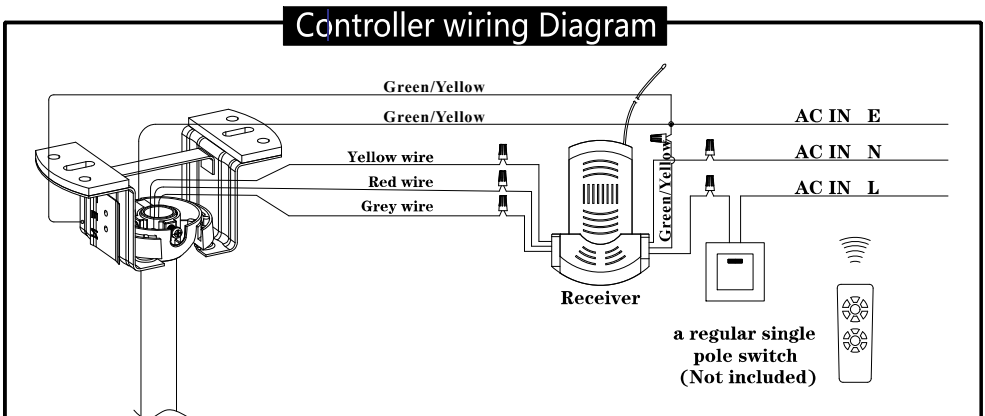 Controller wiring Diagram
Green/Yellow
Green/Yellow
AC IN E
Yellow wire
AC IN N
Red wire
Green/Yellow
AC IN L
Grey wire
Receiver
a regular single
pole switch
(Not included)